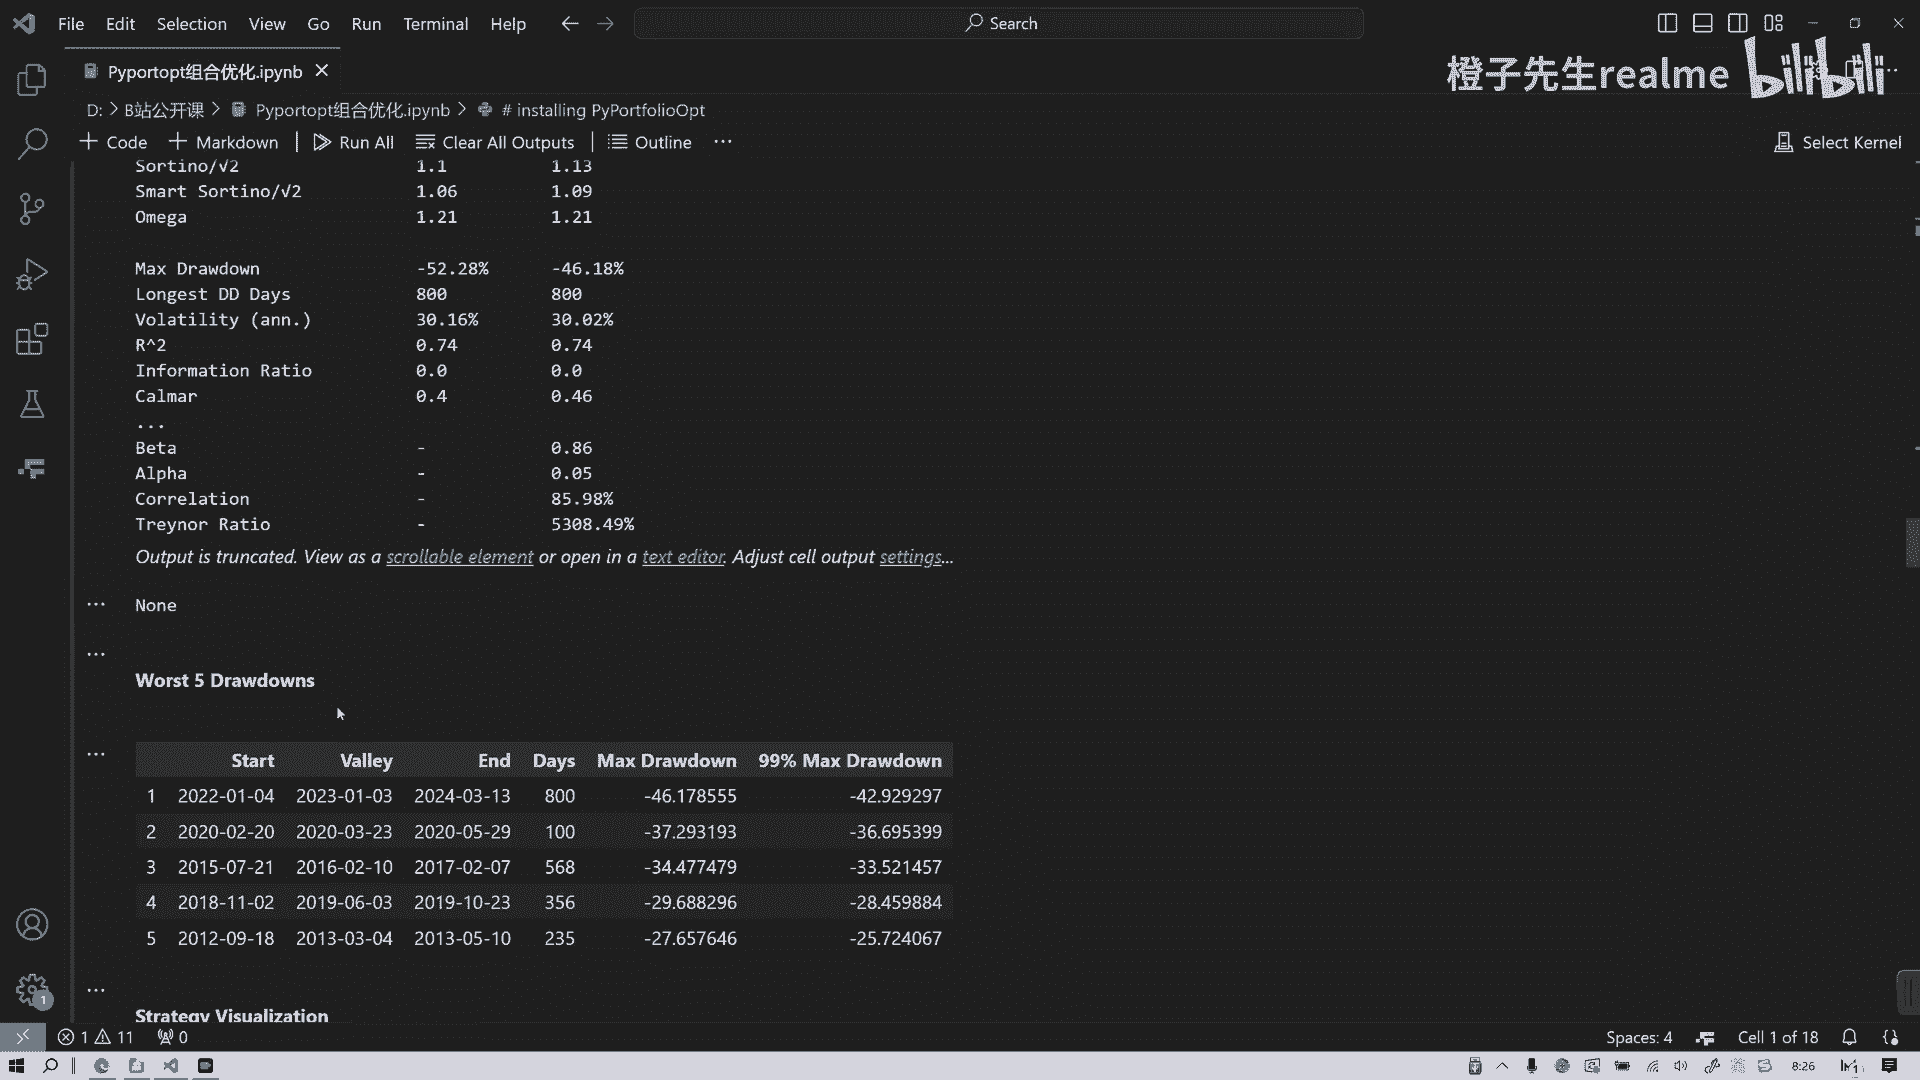 File Edit Selection View Go Run Terminal Help Search
Pyportopt组合优化.ipynb
橙子先生realme bilibili
D: > B站公开课 > Pyportopt组合优化.ipynb > # installing PyPortfolioOpt
+ Code + Markdown | Run All Clear All Outputs | Outline ... Select Kernel
Sortino/√2 1.1 1.13
Smart Sortino/√2 1.06 1.09
Omega 1.21 1.21
Max Drawdown -52.28% -46.18%
Longest DD Days 800 800
Volatility (ann.) 30.16% 30.02%
R^2 0.74 0.74
Information Ratio 0.0 0.0
Calmar 0.4 0.46
...
Beta - 0.86
Alpha - 0.05
Correlation - 85.98%
Treynor Ratio - 5308.49%
Output is truncated. View as a scrollable element or open in a text editor. Adjust cell output settings...
... None
...
Worst 5 Drawdowns
...
Start Valley End Days Max Drawdown 99% Max Drawdown
1 2022-01-04 2023-01-03 2024-03-13 800 -46.178555 -42.929297
2 2020-02-20 2020-03-23 2020-05-29 100 -37.293193 -36.695399
3 2015-07-21 2016-02-10 2017-02-07 568 -34.477479 -33.521457
4 2018-11-02 2019-06-03 2019-10-23 356 -29.688296 -28.459884
5 2012-09-18 2013-03-04 2013-05-10 235 -27.657646 -25.724067
...
Strategy Visualization
1
1 11 0 Spaces: 4 Cell 1 of 18
8:26